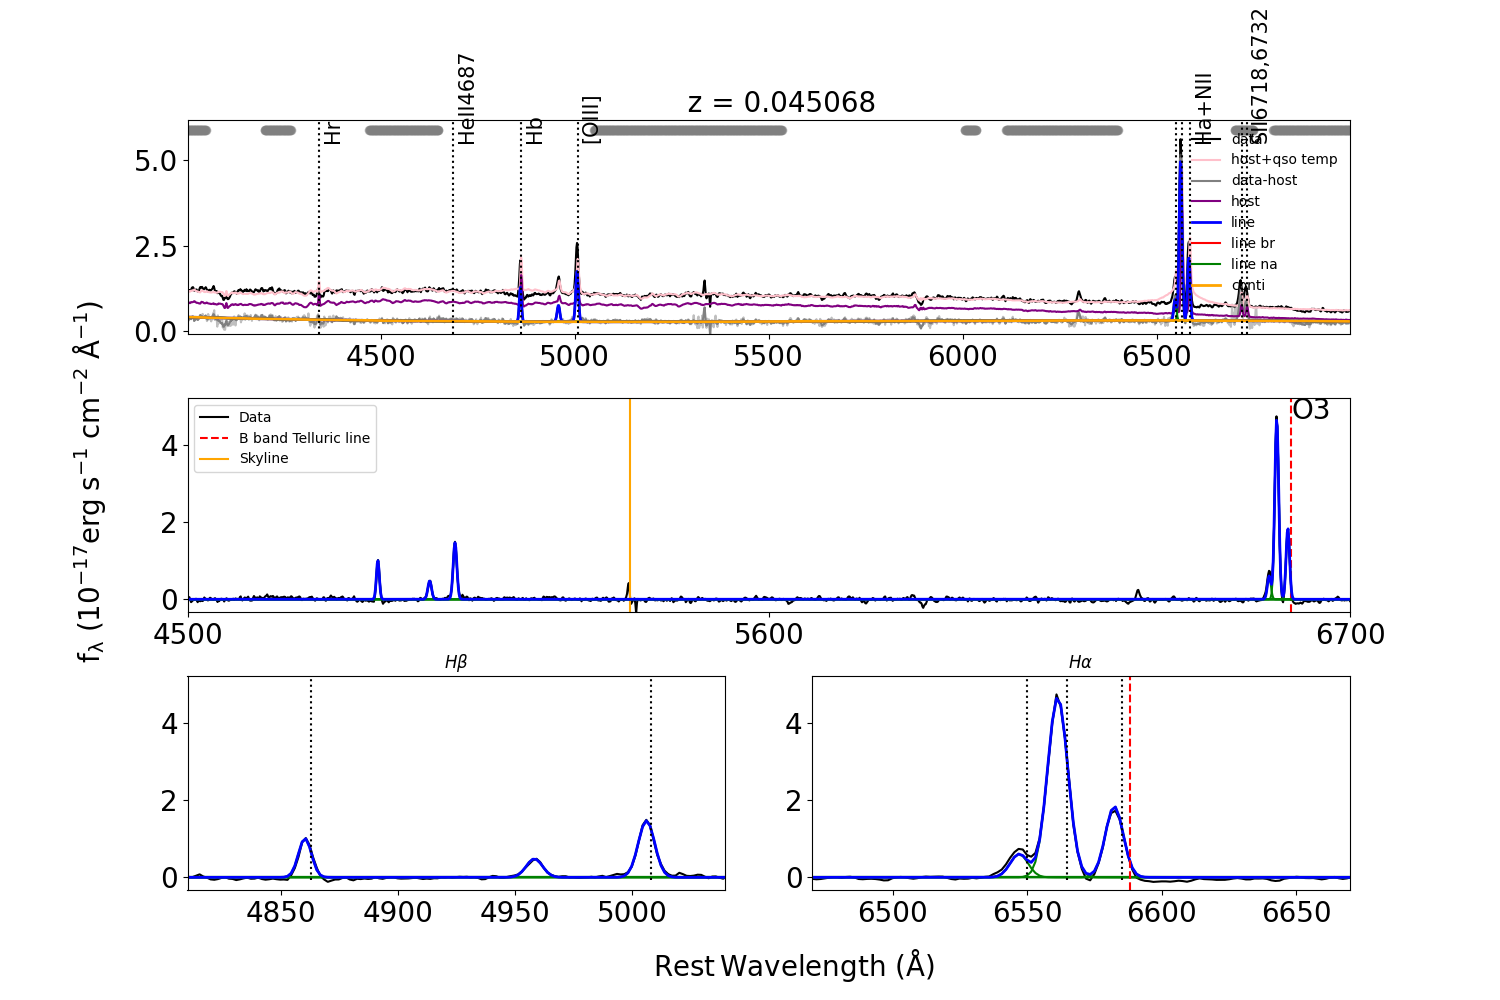 z = 0.045068
Hr
HeII4687
Hb
[OIII]
Ha+NII
SII6718,6732
data
host+qso temp
data-host
host
line
line br
line na
conti
5.0
2.5
0.0
4500 5000 5500 6000 6500
fλ (10−17erg s−1 cm−2 Å−1)
Data
B band Telluric line
Skyline
O3
4
2
0
4500 5600 6700
Hβ
4
2
0
4850 4900 4950 5000
Hα
4
2
0
6500 6550 6600 6650
Rest Wavelength (Å)